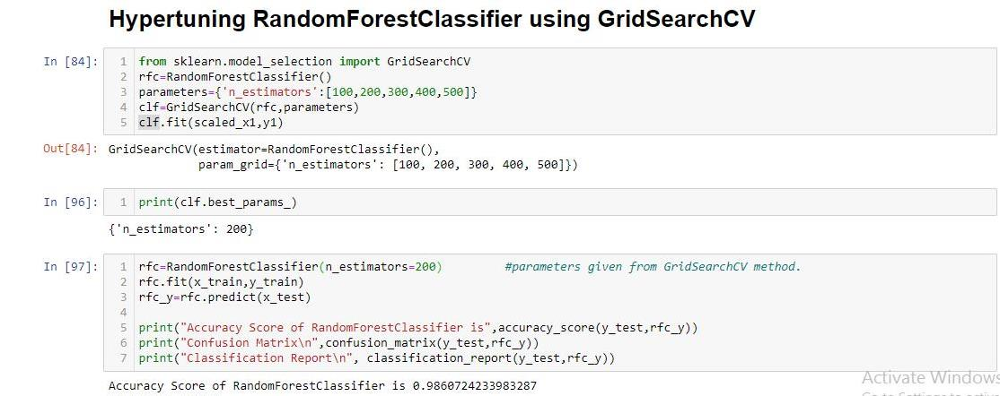 Hypertuning RandomForestClassifier using GridSearchCV
In [84]:
1 from sklearn.model_selection import GridSearchCV
2 rfc=RandomForestClassifier()
3 parameters={'n_estimators':[100,200,300,400,500]}
4 clf=GridSearchCV(rfc,parameters)
5 clf.fit(scaled_x1,y1)
Out[84]: GridSearchCV(estimator=RandomForestClassifier(),
param_grid={'n_estimators': [100, 200, 300, 400, 500]})
In [96]:
1 print(clf.best_params_)
{'n_estimators': 200}
In [97]:
1 rfc=RandomForestClassifier(n_estimators=200) #parameters given from GridSearchCV method.
2 rfc.fit(x_train,y_train)
3 rfc_y=rfc.predict(x_test)
4
5 print("Accuracy Score of RandomForestClassifier is",accuracy_score(y_test,rfc_y))
6 print("Confusion Matrix\n",confusion_matrix(y_test,rfc_y))
7 print("Classification Report\n", classification_report(y_test,rfc_y))
Accuracy Score of RandomForestClassifier is 0.9860724233983287
Activate Windows